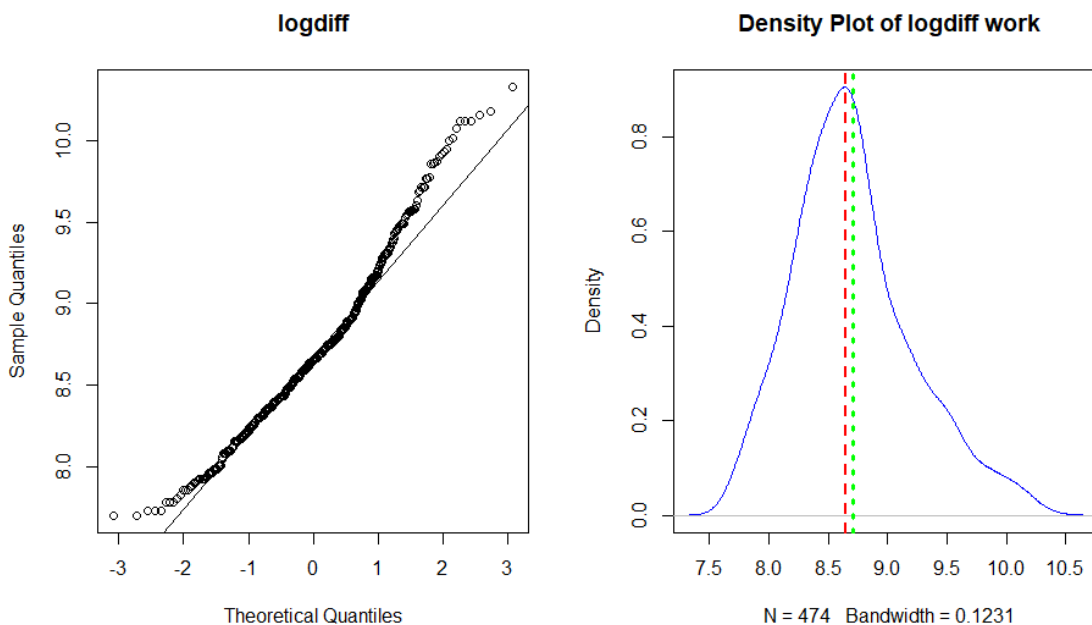 logdiff
Sample Quantiles
10.0
9.5
9.0
8.5
8.0
-3 -2 -1 0 1 2 3
Theoretical Quantiles
Density Plot of logdiff work
Density
0.8
0.6
0.4
0.2
0.0
7.5 8.0 8.5 9.0 9.5 10.0 10.5
N = 474 Bandwidth = 0.1231